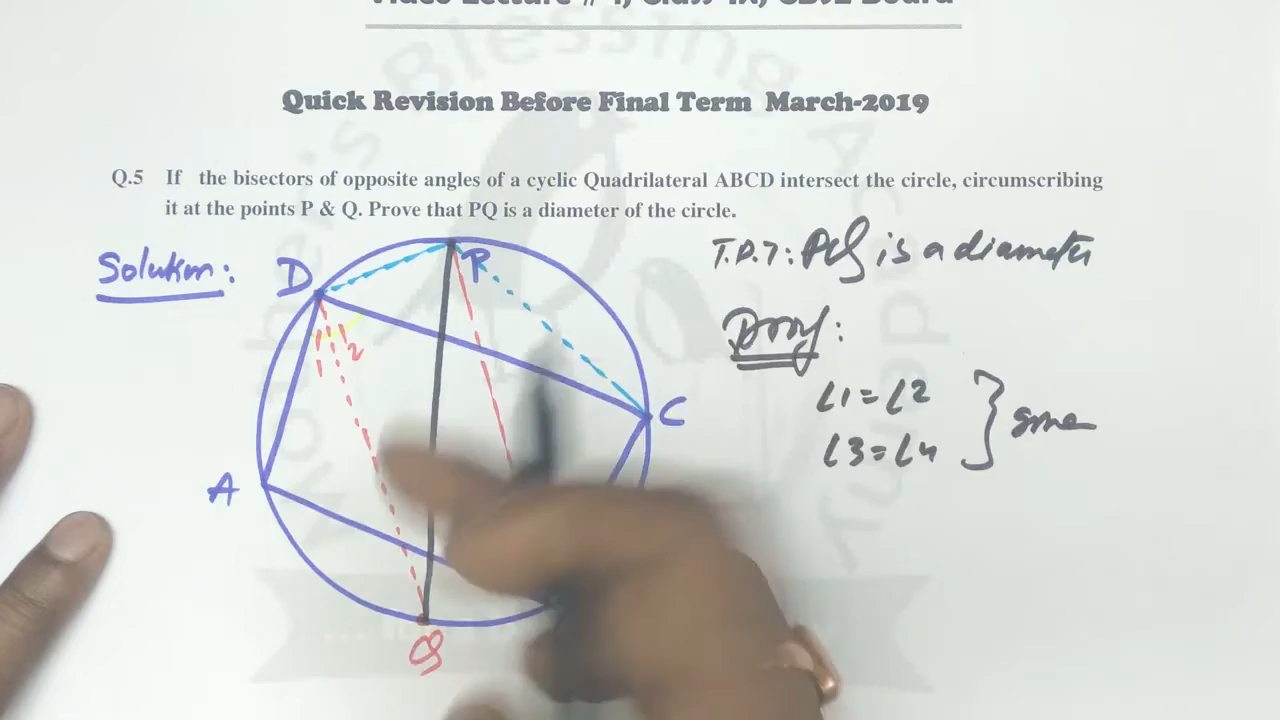 Quick Revision Before Final Term March-2019
Q.5 If the bisectors of opposite angles of a cyclic Quadrilateral ABCD intersect the circle, circumscribing
it at the points P & Q. Prove that PQ is a diameter of the circle.
Solution:
T.P.T: PQ is a diameter
Proof:
∠1=∠2
∠3=∠4
D
P
C
A
Q
1
2